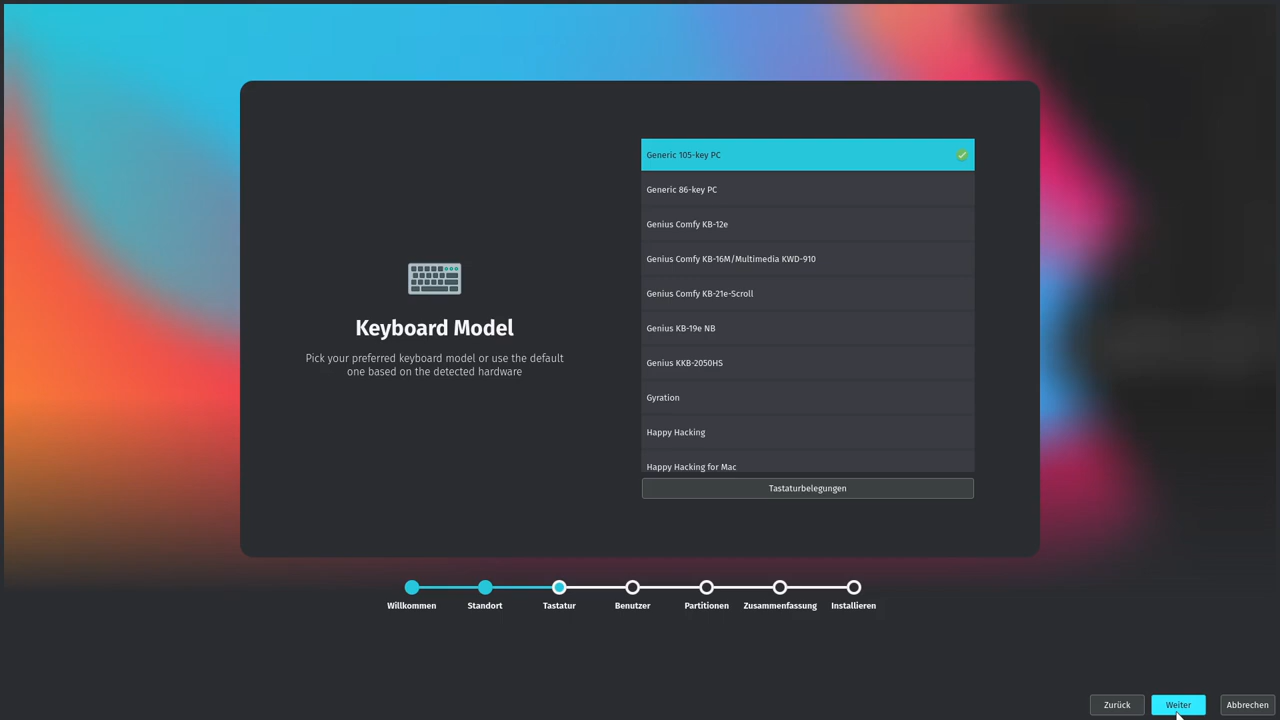 Generic 105-key PC
Generic 86-key PC
Genius Comfy KB-12e
Genius Comfy KB-16M/Multimedia KWD-910
Genius Comfy KB-21e-Scroll
Genius KB-19e NB
Genius KKB-2050HS
Gyration
Happy Hacking
Happy Hacking for Mac
Tastaturbelegungen
Keyboard Model
Pick your preferred keyboard model or use the default
one based on the detected hardware
Willkommen
Standort
Tastatur
Benutzer
Partitionen
Zusammenfassung
Installieren
Zurück
Weiter
Abbrechen